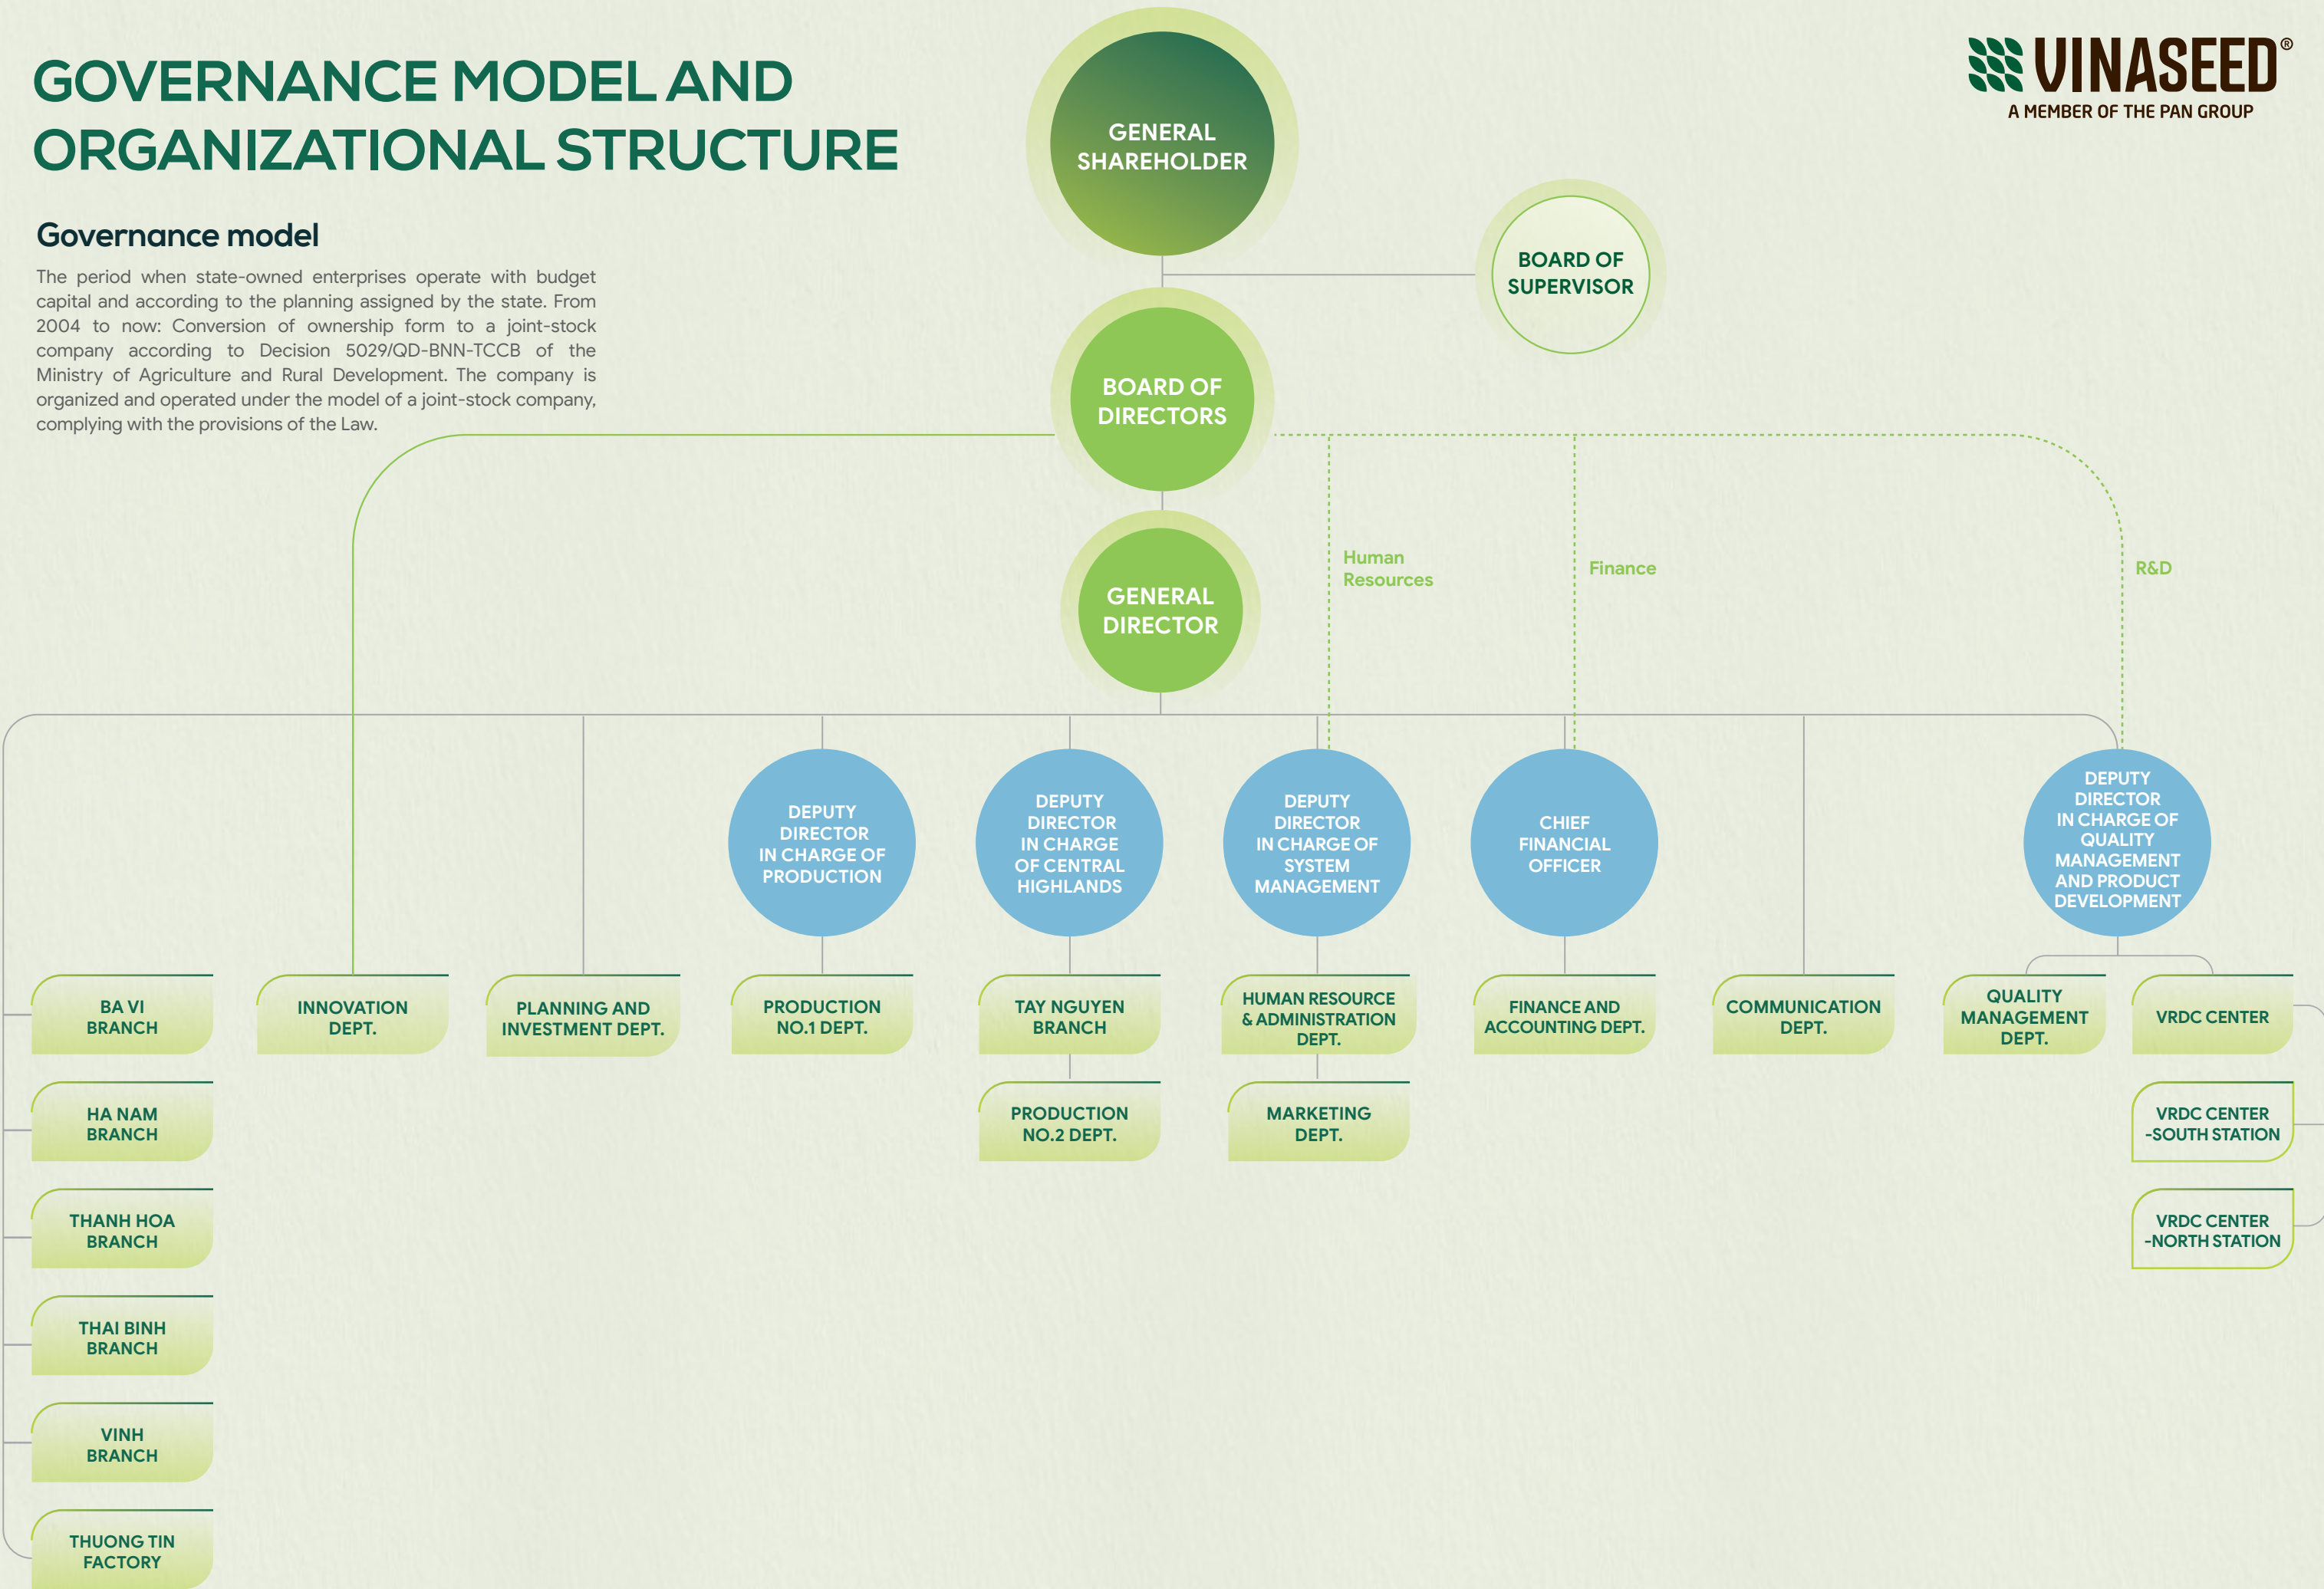 GOVERNANCE MODEL AND
ORGANIZATIONAL STRUCTURE
VINASEED®
A MEMBER OF THE PAN GROUP
Governance model
The period when state-owned enterprises operate with budget
capital and according to the planning assigned by the state. From
2004 to now: Conversion of ownership form to a joint-stock
company according to Decision 5029/QD-BNN-TCCB of the
Ministry of Agriculture and Rural Development. The company is
organized and operated under the model of a joint-stock company,
complying with the provisions of the Law.
GENERAL
SHAREHOLDER
BOARD OF
SUPERVISOR
BOARD OF
DIRECTORS
GENERAL
DIRECTOR
Human
Resources
Finance
R&D
DEPUTY
DIRECTOR
IN CHARGE OF
PRODUCTION
DEPUTY
DIRECTOR
IN CHARGE
OF CENTRAL
HIGHLANDS
DEPUTY
DIRECTOR
IN CHARGE OF
SYSTEM
MANAGEMENT
CHIEF
FINANCIAL
OFFICER
DEPUTY
DIRECTOR
IN CHARGE OF
QUALITY
MANAGEMENT
AND PRODUCT
DEVELOPMENT
BA VI
BRANCH
INNOVATION
DEPT.
PLANNING AND
INVESTMENT DEPT.
PRODUCTION
NO.1 DEPT.
TAY NGUYEN
BRANCH
HUMAN RESOURCE
& ADMINISTRATION
DEPT.
FINANCE AND
ACCOUNTING DEPT.
COMMUNICATION
DEPT.
QUALITY
MANAGEMENT
DEPT.
VRDC CENTER
HA NAM
BRANCH
PRODUCTION
NO.2 DEPT.
MARKETING
DEPT.
VRDC CENTER
-SOUTH STATION
THANH HOA
BRANCH
VRDC CENTER
-NORTH STATION
THAI BINH
BRANCH
VINH
BRANCH
THUONG TIN
FACTORY